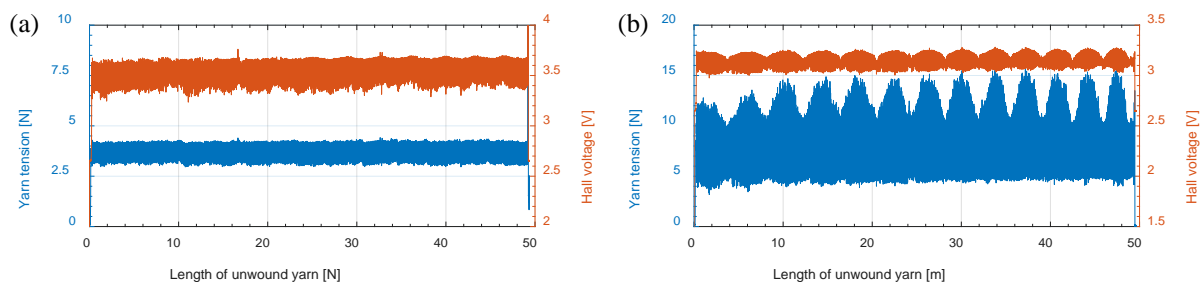 (a)
10
7.5
5
2.5
0
Yarn tension [N]
4
3.5
3
2.5
2
Hall voltage [V]
0 10 20 30 40 50
Length of unwound yarn [N]
(b)
20
15
10
5
0
Yarn tension [N]
3.5
3
2.5
2
1.5
Hall voltage [V]
0 10 20 30 40 50
Length of unwound yarn [m]